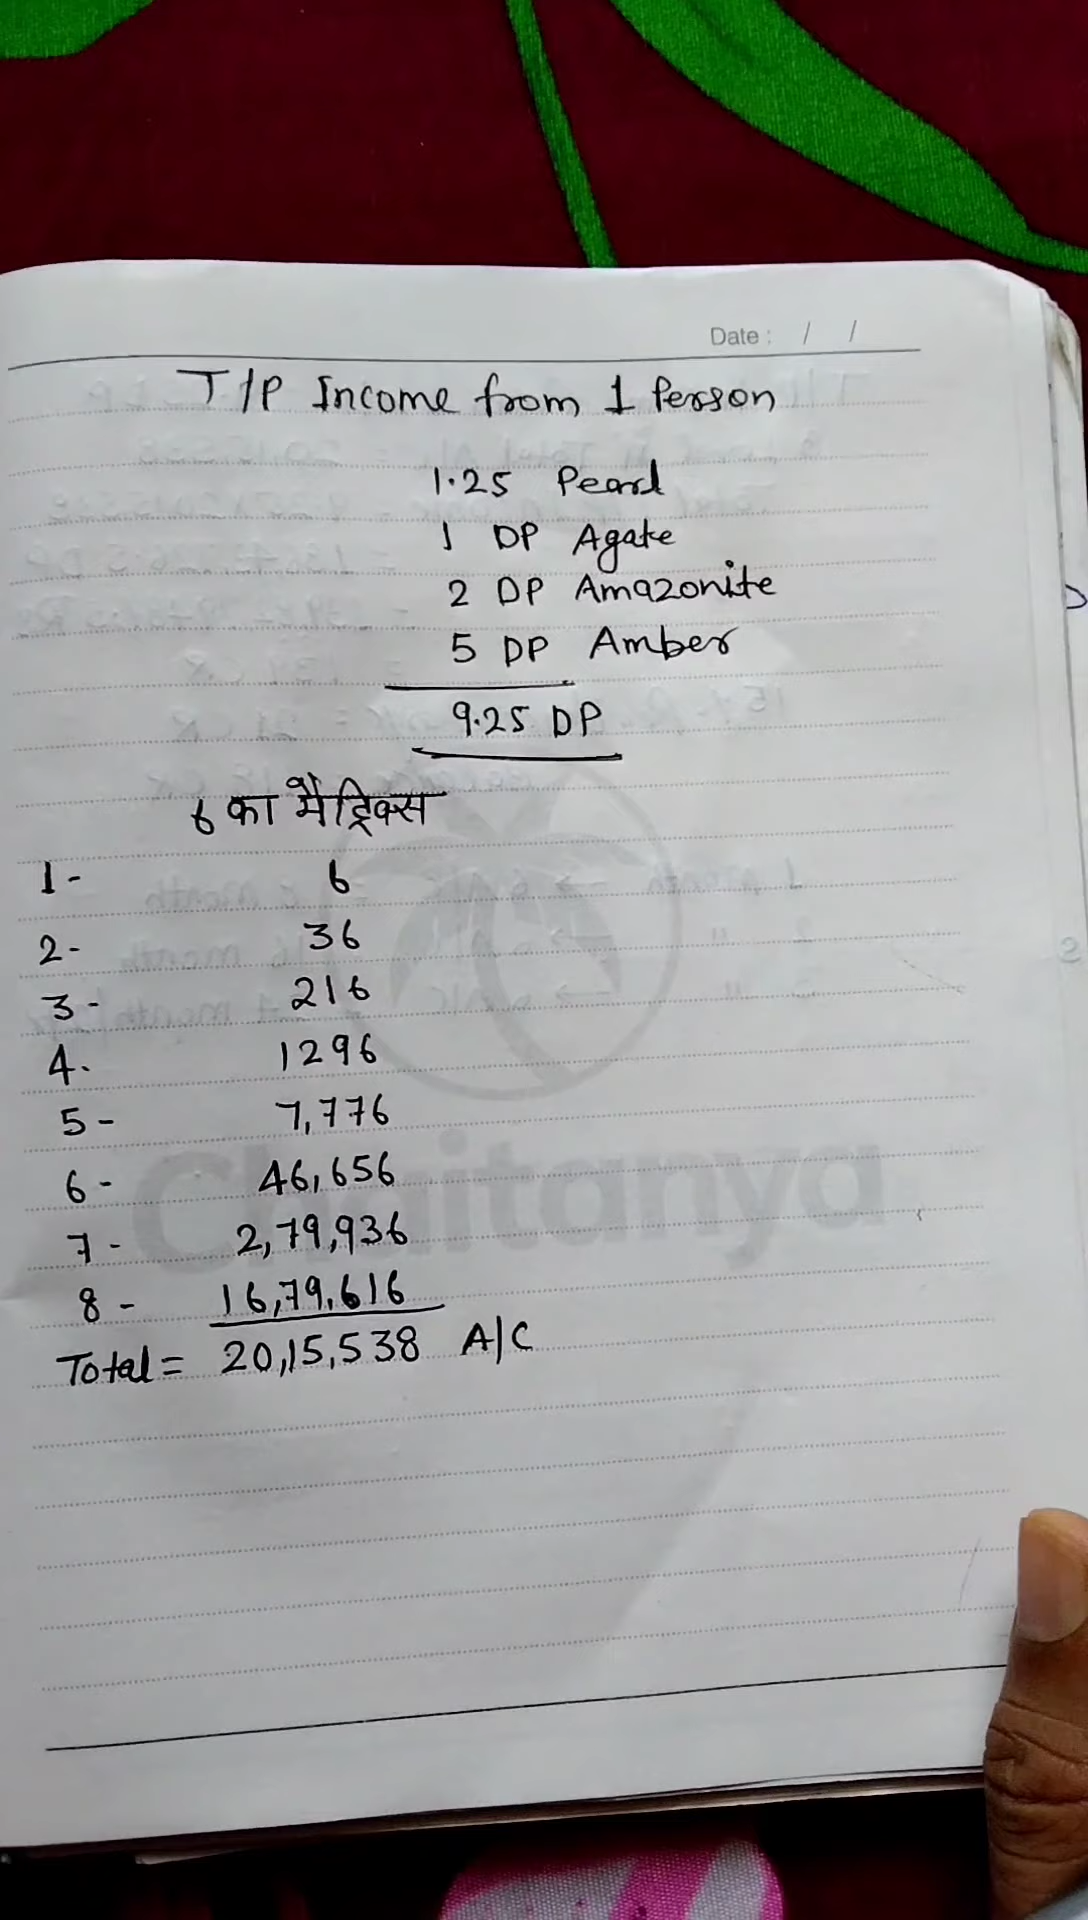 Date : / /
T/P Income from 1 Person
1.25 Pearl
1 DP Agate
2 DP Amazonite
5 DP Amber
9.25 DP
6 का मैट्रिक्स
1- 6
2- 36
3- 216
4. 1296
5- 7,776
6- 46,656
7- 2,79,936
8- 16,79,616
Total = 20,15,538 A/C
Chaitanya